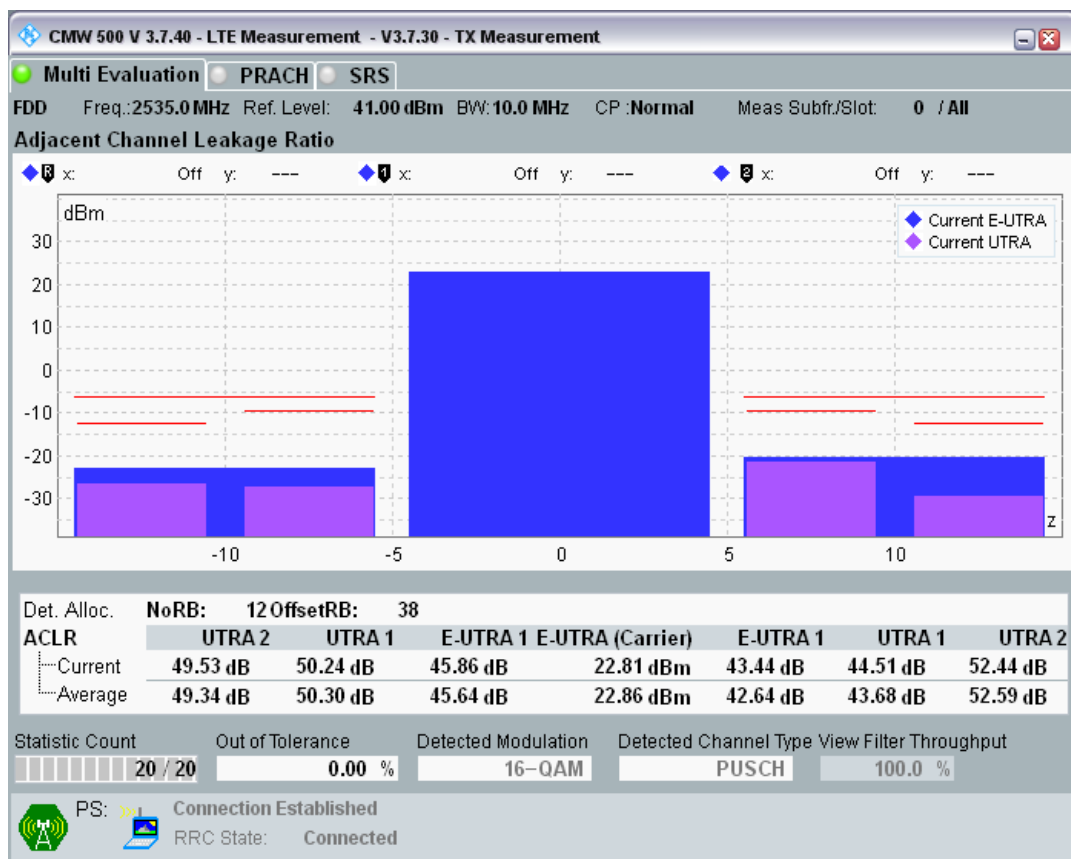 CMW 500 V 3.7.40 - LTE Measurement - V3.7.30 - TX Measurement
Multi Evaluation PRACH SRS
FDD Freq.:2535.0 MHz Ref. Level: 41.00 dBm BW: 10.0 MHz CP :Normal Meas Subfr./Slot: 0 / All
Adjacent Channel Leakage Ratio
R x: Off y: --- 1 x: Off y: --- 2 x: Off y: ---
dBm
Current E-UTRA
Current UTRA
30
20
10
0
-10
-20
-30
z
-10 -5 0 5 10
Det. Alloc. NoRB: 12 OffsetRB: 38
ACLR UTRA 2 UTRA 1 E-UTRA 1 E-UTRA (Carrier) E-UTRA 1 UTRA 1 UTRA 2
Current 49.53 dB 50.24 dB 45.86 dB 22.81 dBm 43.44 dB 44.51 dB 52.44 dB
Average 49.34 dB 50.30 dB 45.64 dB 22.86 dBm 42.64 dB 43.68 dB 52.59 dB
Statistic Count Out of Tolerance Detected Modulation Detected Channel Type View Filter Throughput
20 / 20 0.00 % 16-QAM PUSCH 100.0 %
PS: Connection Established
RRC State: Connected